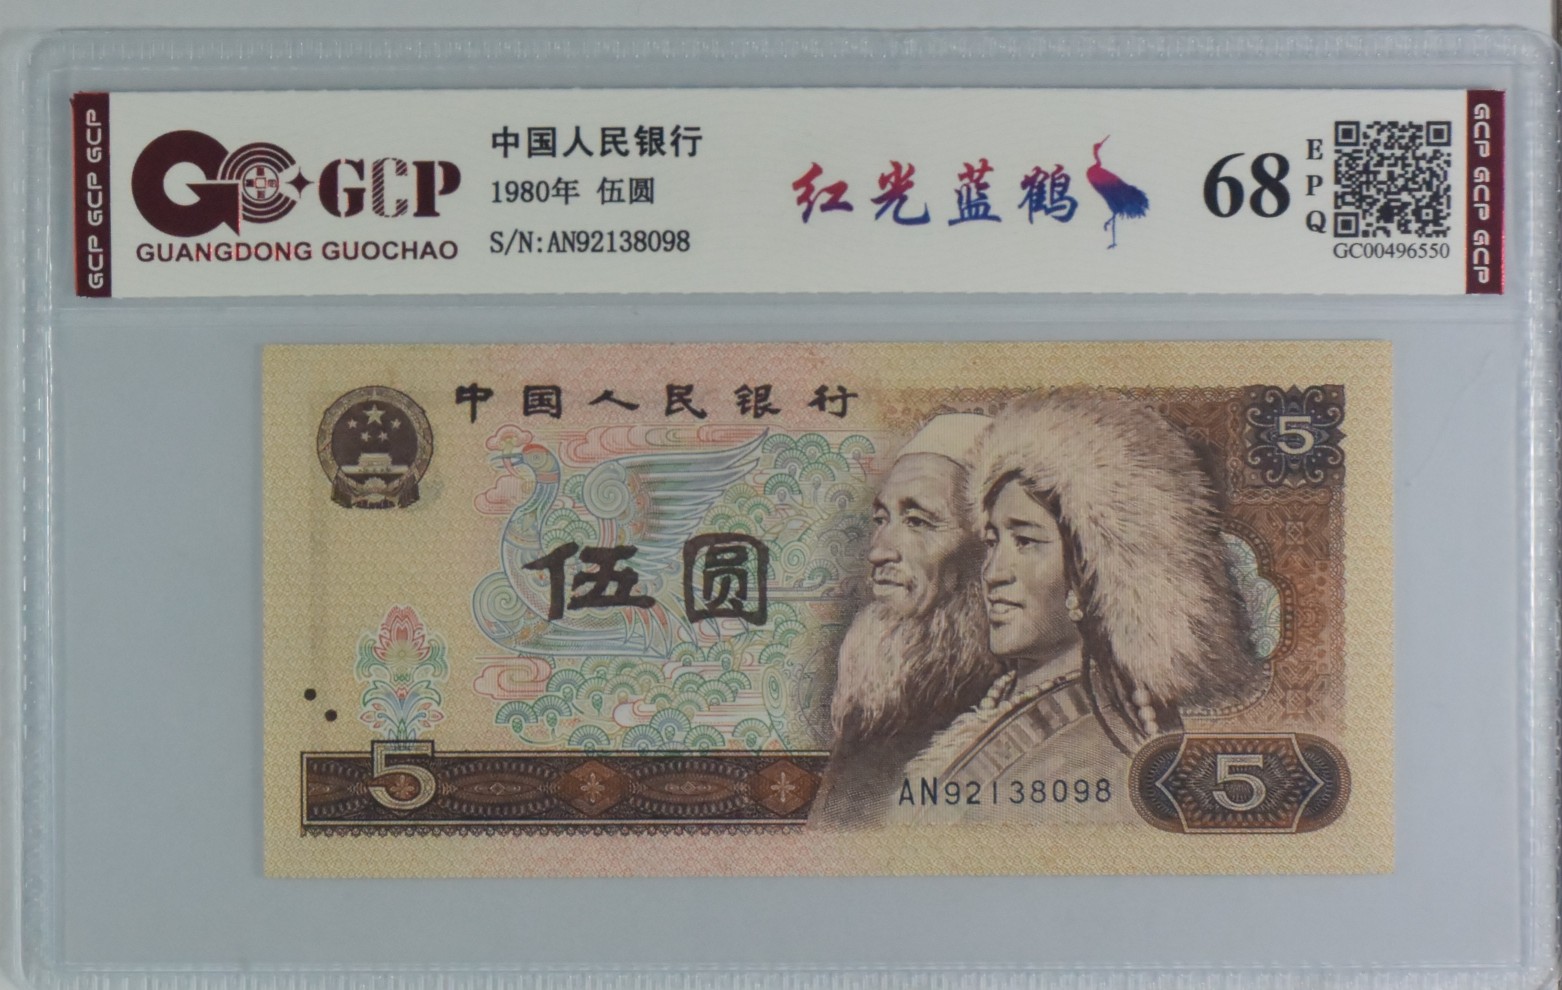 GCP GCP GCP
GC GCP
GUANGDONG GUOCHAO
中国人民银行
1980年 伍圆
S/N:AN92138098
红光蓝鹤
68
EPQ
GC00496550
GCP GCP GCP
中国人民银行
5
伍圆
5
AN92138098
5